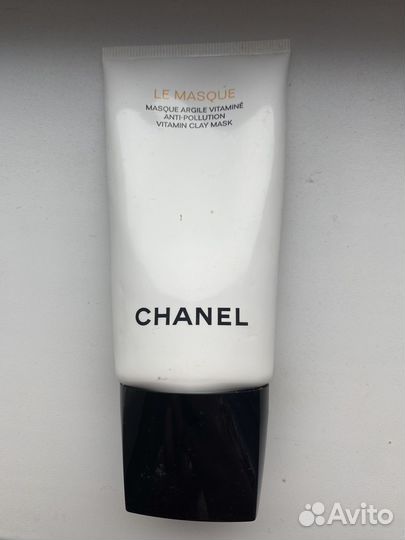 LE MASQUE
MASQUE ARGILE VITAMINÉ
ANTI-POLLUTION
VITAMIN CLAY MASK
CHANEL
Avito